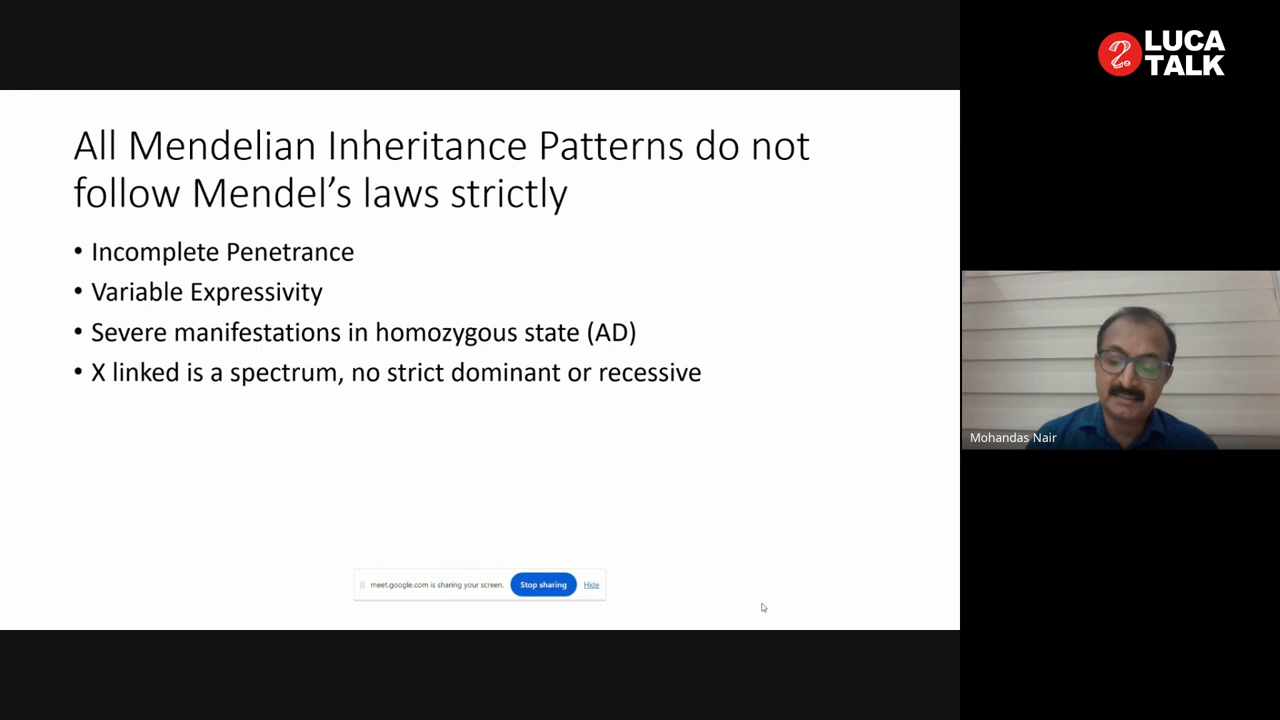 LUCA
TALK
All Mendelian Inheritance Patterns do not
follow Mendel’s laws strictly
• Incomplete Penetrance
• Variable Expressivity
• Severe manifestations in homozygous state (AD)
• X linked is a spectrum, no strict dominant or recessive
Mohandas Nair
meet.google.com is sharing your screen. Stop sharing Hide